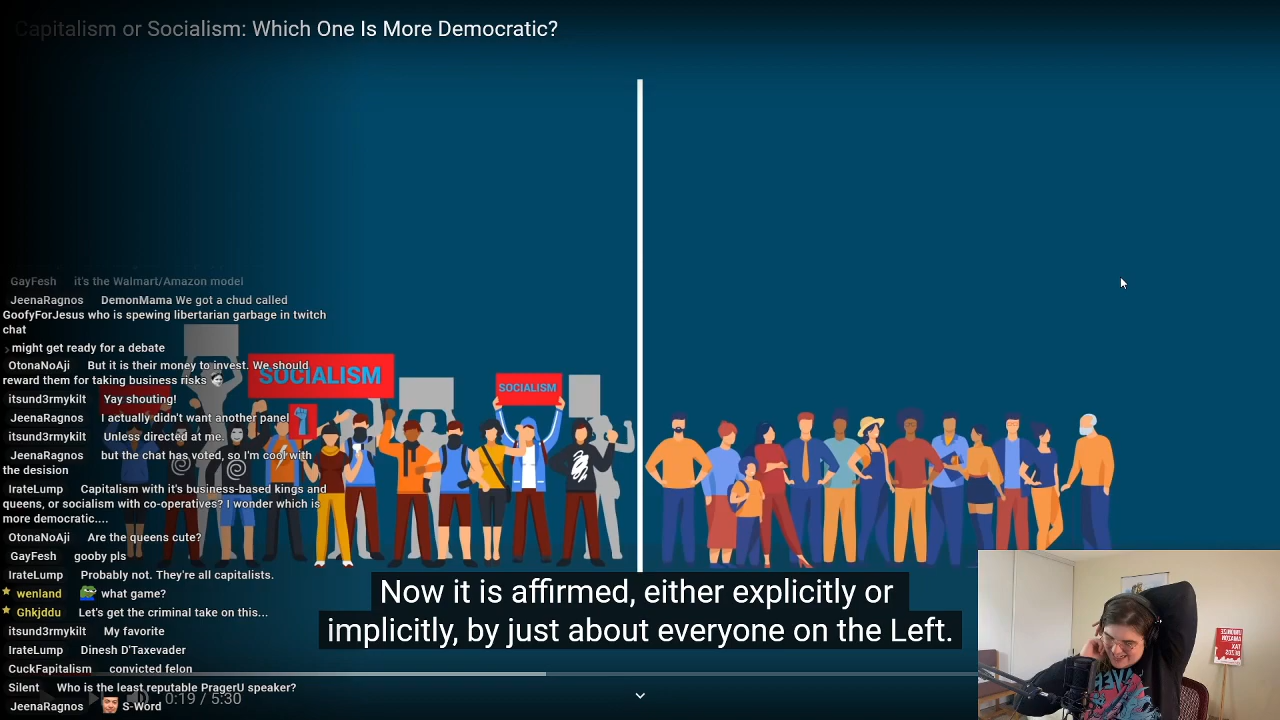 Capitalism or Socialism: Which One Is More Democratic?
GayFesh it's the Walmart/Amazon model
JeenaRagnos DemonMama We got a chud called
GoofyForJesus who is spewing libertarian garbage in twitch
chat
might get ready for a debate
OtonaNoAji But it is their money to invest. We should
reward them for taking business risks
itsund3rmykilt Yay shouting!
JeenaRagnos I actually didn't want another panel
itsund3rmykilt Unless directed at me.
JeenaRagnos but the chat has voted, so I'm cool with
the decision
IrateLump Capitalism with it's business-based kings and
queens, or socialism with co-operatives? I wonder which is
more democratic....
OtonaNoAji Are the queens cute?
GayFesh gooby pls
IrateLump Probably not. They're all capitalists.
wenland what game?
Ghkjddu Let's get the criminal take on this...
itsund3rmykilt My favorite
IrateLump Dinesh D'Taxevader
CuckFapitalism convicted felon
Silent Who is the least reputable PragerU speaker?
JeenaRagnos S-Word
SOCIALISM
SOCIALISM
Now it is affirmed, either explicitly or
implicitly, by just about everyone on the Left.
0:19 / 5:30